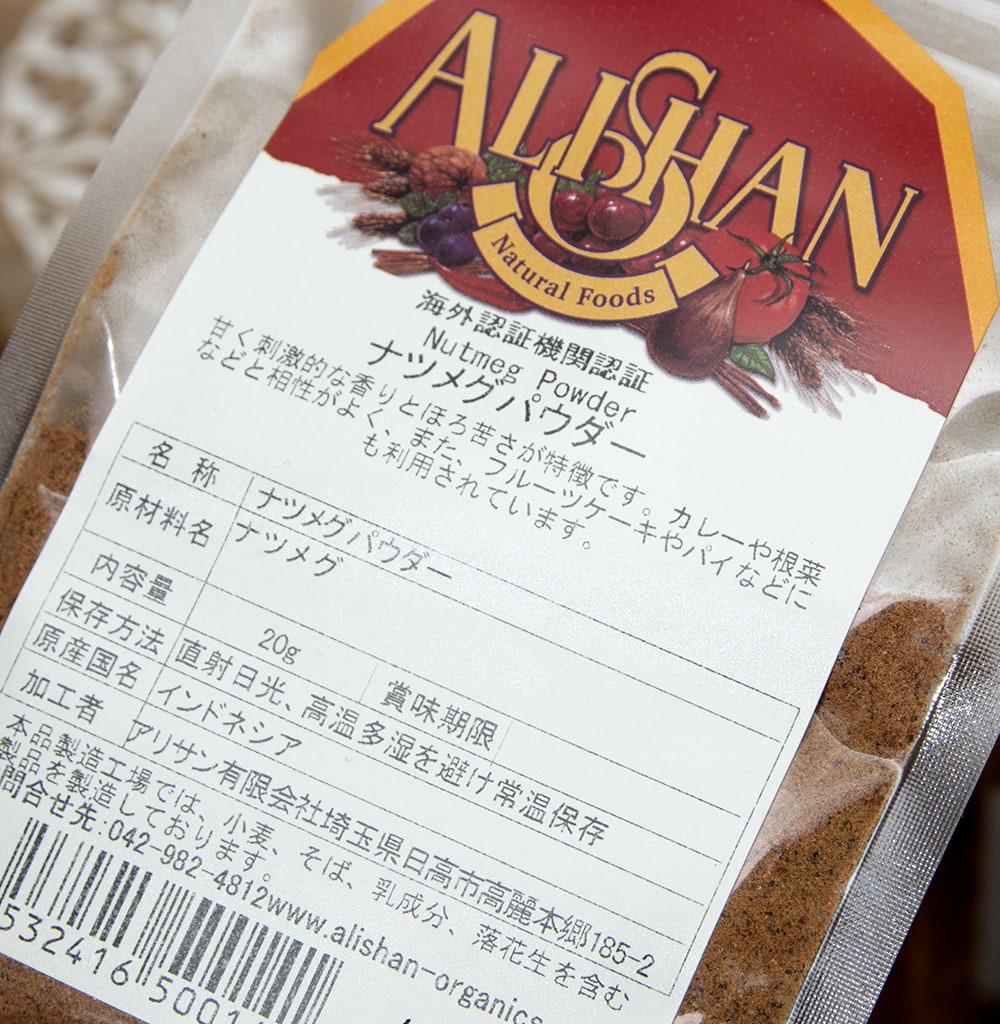 ALISHAN
Natural Foods
海外認証機関認証
Nutmeg Powder
ナツメグパウダー
甘く刺激的な香りとほろ苦さが特徴です。カレーや根菜
などと相性がよく、また、フルーツケーキやパイなどに
も利用されています。
名称 ナツメグパウダー
原材料名 ナツメグ
内容量 20g 賞味期限
保存方法 直射日光、高温多湿を避け常温保存
原産国名 インドネシア
加工者 アリサン有限会社埼玉県日高市高麗本郷185-2
本品製造工場では、小麦、そば、乳成分、落花生を含む
製品を製造しております。
問合せ先:042-982-4812www.alishan-organics
532416 5001